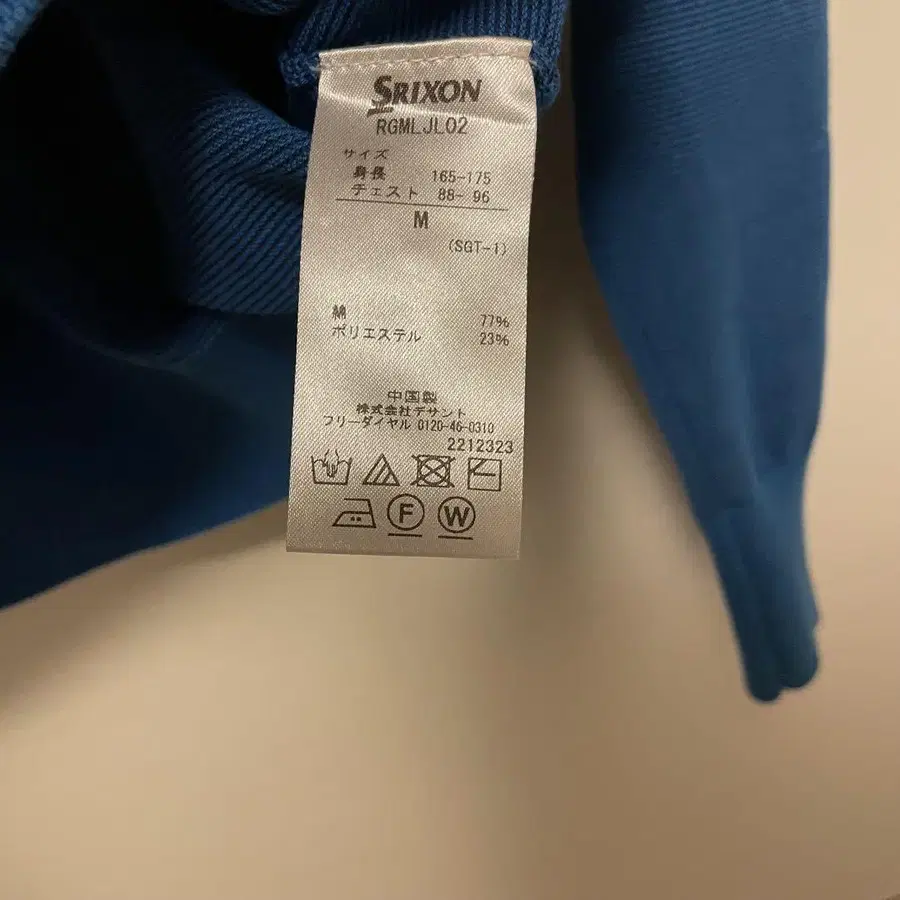 SRIXON
RGMLJL02
サイズ
身長 165-175
チェスト 88- 96
M
(SGT-1)
綿 77%
ポリエステル 23%
中国製
株式会社デサント
フリーダイヤル 0120-46-0310
2212323
F W